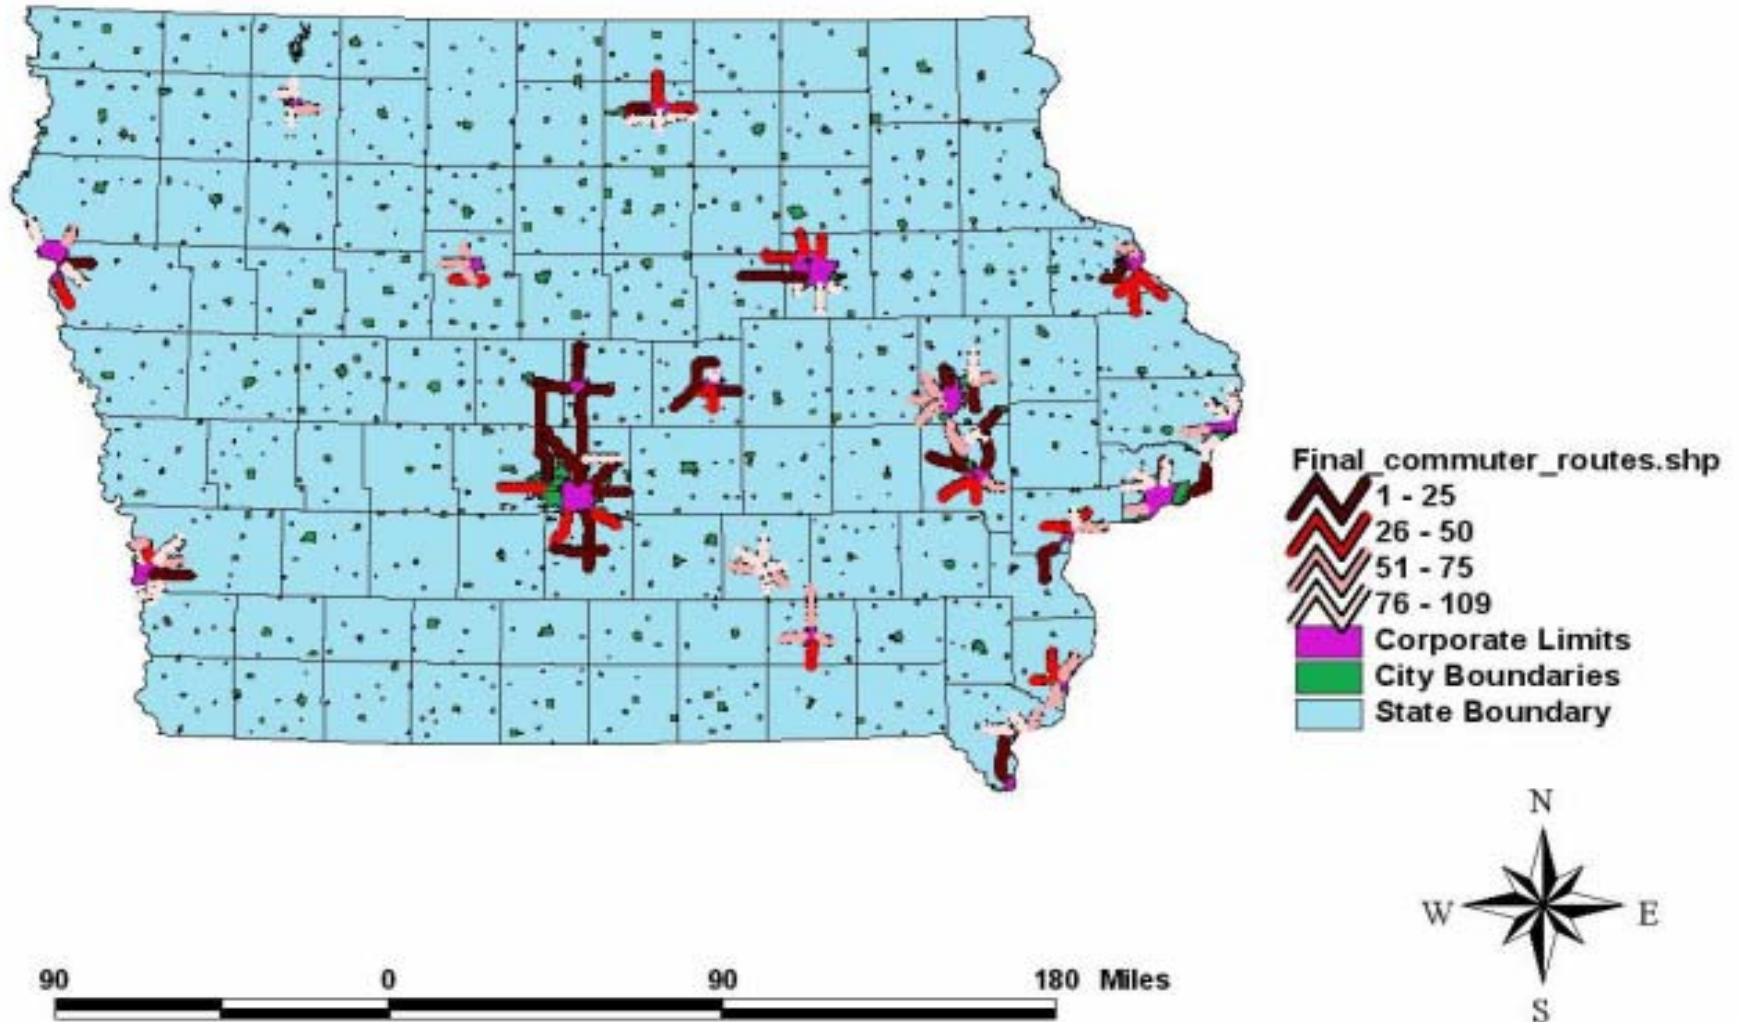 Final_commuter_routes.shp
1 - 25
26 - 50
51 - 75
76 - 109
Corporate Limits
City Boundaries
State Boundary
N
W E
S
90 0 90 180 Miles